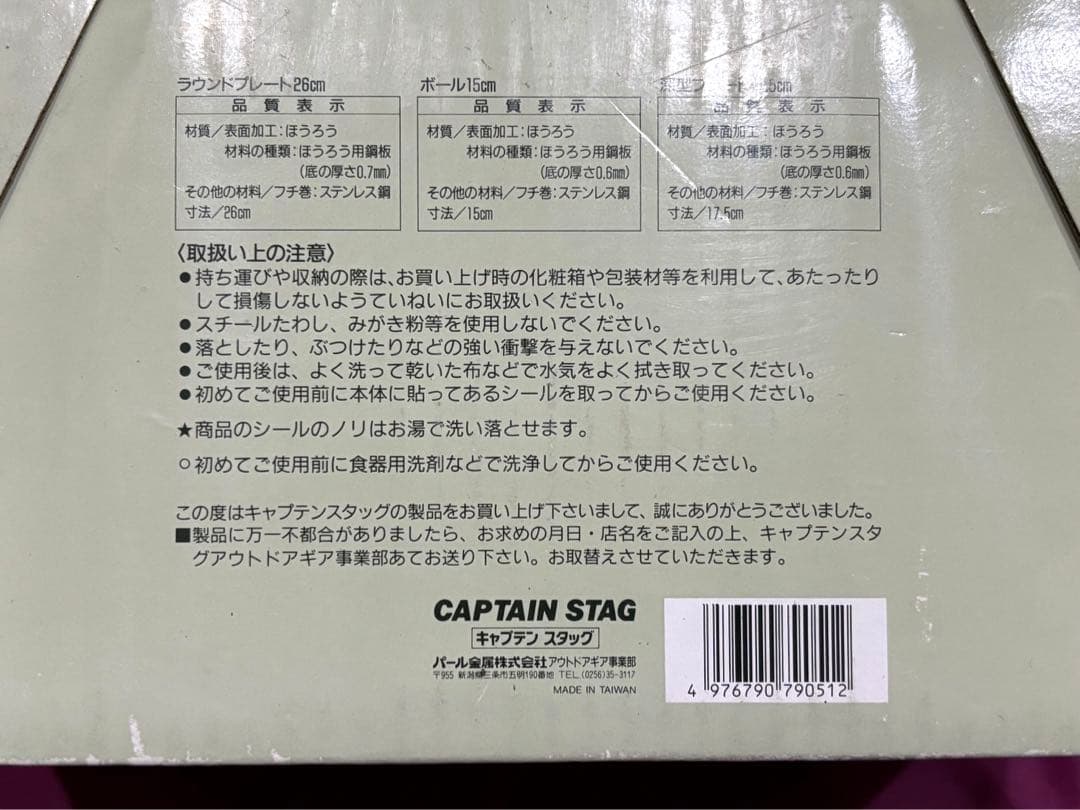 ラウンドプレート26cm
品質表示
材質／表面加工：ほうろう
材料の種類：ほうろう用鋼板
(底の厚さ0.7mm)
その他の材料／フチ巻：ステンレス鋼
寸法／26cm
ボール15cm
品質表示
材質／表面加工：ほうろう
材料の種類：ほうろう用鋼板
(底の厚さ0.6mm)
その他の材料／フチ巻：ステンレス鋼
寸法／15cm
深型プ
品質表示
材質／表面加工：ほうろう
材料の種類：ほうろう用鋼板
(底の厚さ0.6mm)
その他の材料／フチ巻：ステンレス鋼
寸法／17.5cm
〈取扱い上の注意〉
●持ち運びや収納の際は、お買い上げ時の化粧箱や包装材等を利用して、あたったり
して損傷しないようていねいにお取扱いください。
●スチールたわし、みがき粉等を使用しないでください。
●落としたり、ぶつけたりなどの強い衝撃を与えないでください。
●ご使用後は、よく洗って乾いた布などで水気をよく拭き取ってください。
●初めてご使用前に本体に貼ってあるシールを取ってからご使用ください。
★商品のシールのノリはお湯で洗い落とせます。
○初めてご使用前に食器用洗剤などで洗浄してからご使用ください。
この度はキャプテンスタッグの製品をお買い上げ下さいまして、誠にありがとうございました。
■製品に万一不都合がありましたら、お求めの月日・店名をご記入の上、キャプテンスタッ
グアウトドアギア事業部あてお送り下さい。お取替えさせていただきます。
CAPTAIN STAG
キャプテン スタッグ
パール金属株式会社アウトドアギア事業部
〒955 新潟県三条市五明190番地 TEL.(0256)35-3117
MADE IN TAIWAN
4 976790 790512